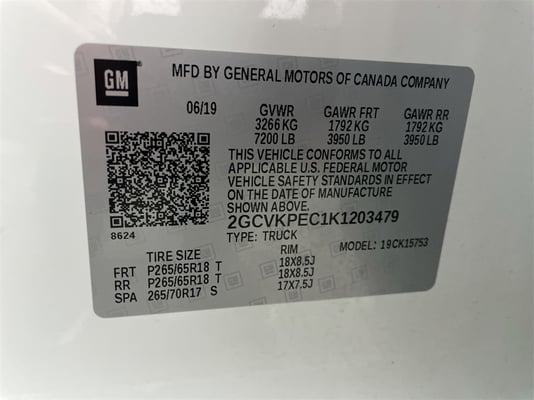 GM
MFD BY GENERAL MOTORS OF CANADA COMPANY
06/19 GVWR GAWR FRT GAWR RR
3266 KG 1792 KG 1792 KG
7200 LB 3950 LB 3950 LB
THIS VEHICLE CONFORMS TO ALL
APPLICABLE U.S. FEDERAL MOTOR
VEHICLE SAFETY STANDARDS IN EFFECT
ON THE DATE OF MANUFACTURE
SHOWN ABOVE.
2GCVKPEC1K1203479
8624
TYPE: TRUCK MODEL: 19CK15753
TIRE SIZE RIM
FRT P265/65R18 T 18X8.5J
RR P265/65R18 T 18X8.5J
SPA 265/70R17 S 17X7.5J